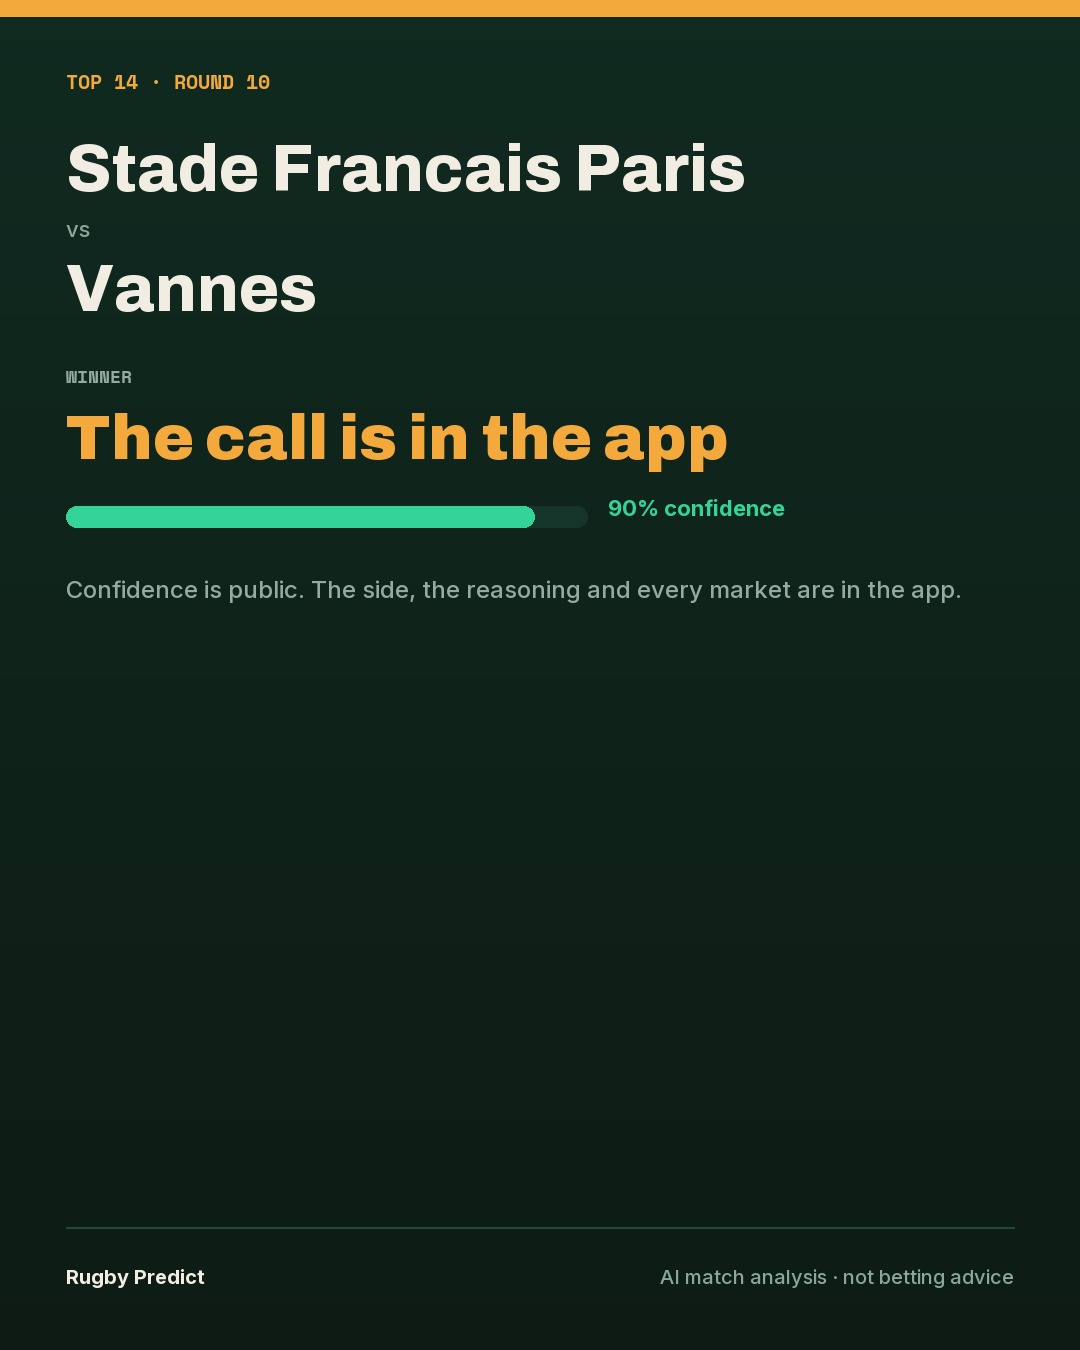 TOP 14 · ROUND 10
Stade Francais Paris
vs
Vannes
WINNER
The call is in the app
90% confidence
Confidence is public. The side, the reasoning and every market are in the app.
Rugby Predict
AI match analysis · not betting advice